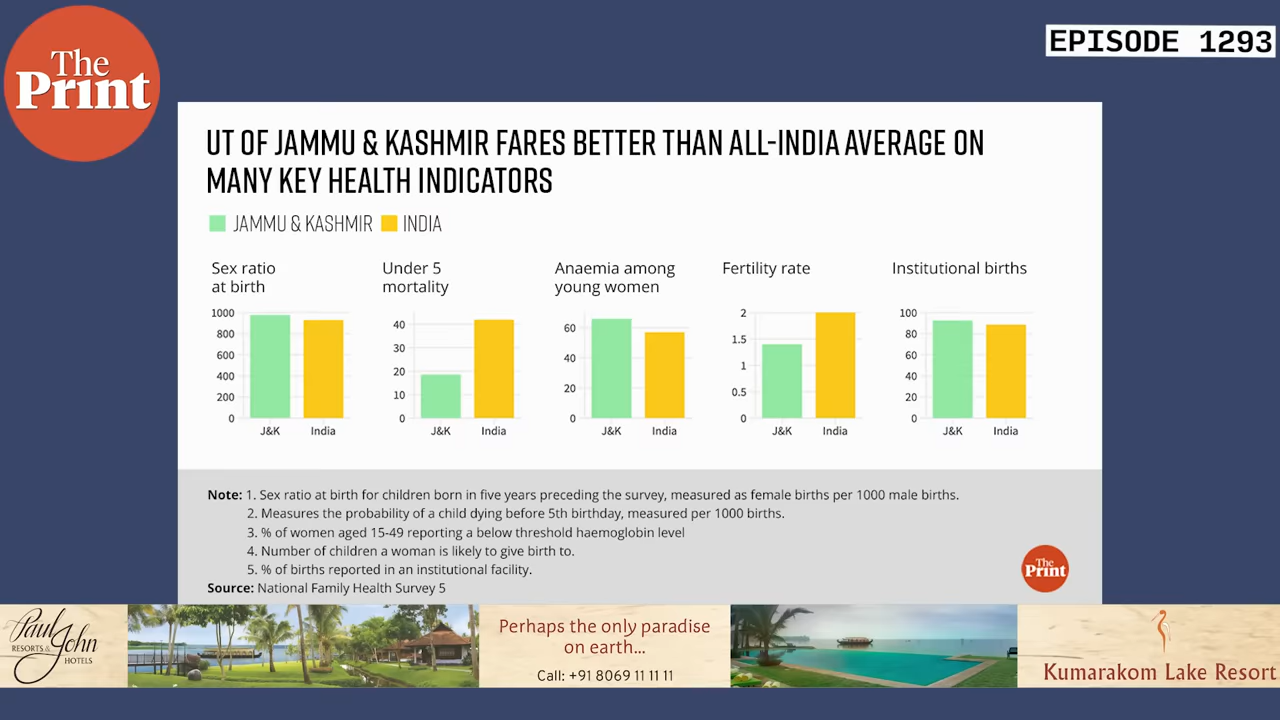 The
Print
EPISODE 1293
UT OF JAMMU & KASHMIR FARES BETTER THAN ALL-INDIA AVERAGE ON
MANY KEY HEALTH INDICATORS
JAMMU & KASHMIR INDIA
Sex ratio
at birth
1000
800
600
400
200
0
J&K India
Under 5
mortality
40
30
20
10
0
J&K India
Anaemia among
young women
60
40
20
0
J&K India
Fertility rate
2
1.5
1
0.5
0
J&K India
Institutional births
100
80
60
40
20
0
J&K India
Note: 1. Sex ratio at birth for children born in five years preceding the survey, measured as female births per 1000 male births.
2. Measures the probability of a child dying before 5th birthday, measured per 1000 births.
3. % of women aged 15-49 reporting a below threshold haemoglobin level
4. Number of children a woman is likely to give birth to.
5. % of births reported in an institutional facility.
Source: National Family Health Survey 5
The
Print
Paul John
RESORTS & HOTELS
Perhaps the only paradise
on earth...
Call: +91 8069 11 11 11
Kumarakom Lake Resort